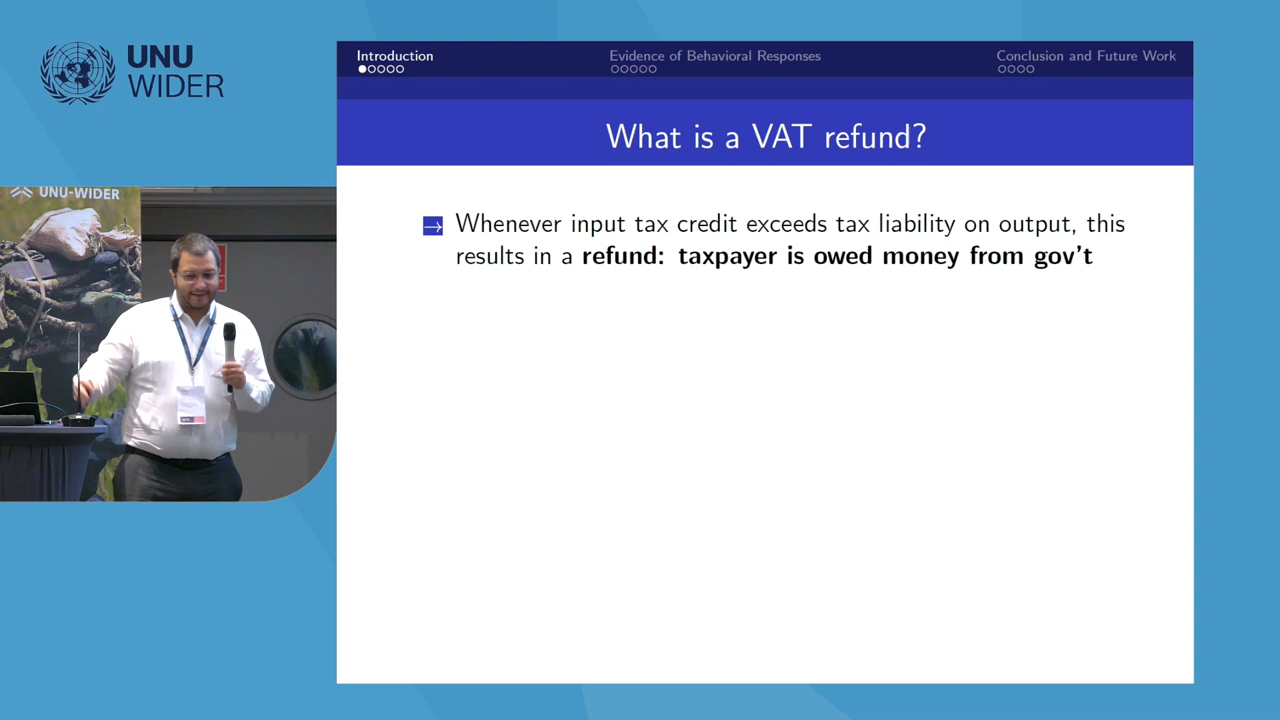 UNU
WIDER
UNU-WIDER
Introduction
Evidence of Behavioral Responses
Conclusion and Future Work
What is a VAT refund?
Whenever input tax credit exceeds tax liability on output, this
results in a refund: taxpayer is owed money from gov't